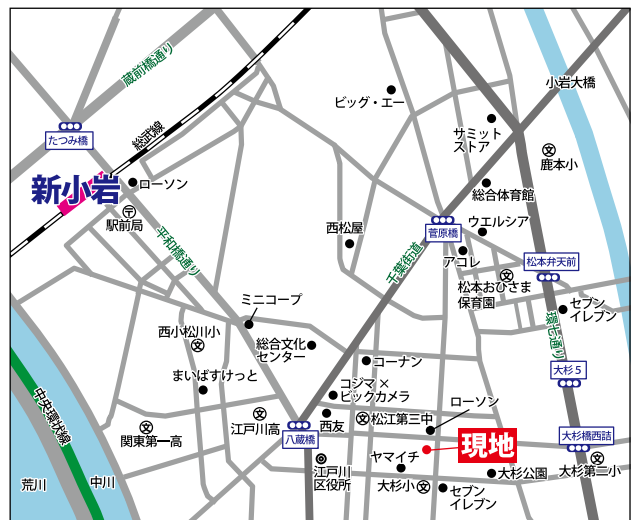 蔵前橋通り
小岩大橋
ビッグ・エー
たつみ橋
総武線
サミット
ストア
鹿本小
新小岩
ローソン
総合体育館
駅前局
平和橋通り
西松屋
菅原橋
ウエルシア
アコレ
千葉街道
松本弁天前
松本おひさま
保育園
ミニコープ
セブン
イレブン
環七通り
西小松川小
総合文化
センター
コーナン
まいばすけっと
コジマ×
ビックカメラ
大杉5
ローソン
中央環状線
関東第一高
江戸川高
八蔵橋
西友
松江第三中
現地
大杉橋西詰
江戸川
区役所
ヤマイチ
大杉公園
大杉第二小
荒川
中川
大杉小
セブン
イレブン
文
文
文
文
文
文
文
文
〒